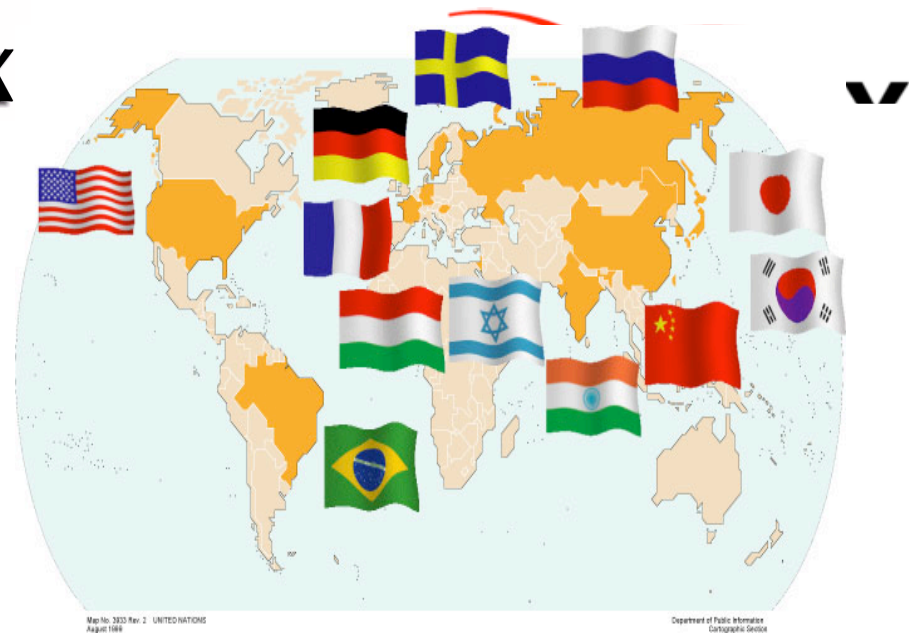 Map No. 3933 Rev. 2 UNITED NATIONS
August 1999
Department of Public Information
Cartographic Section